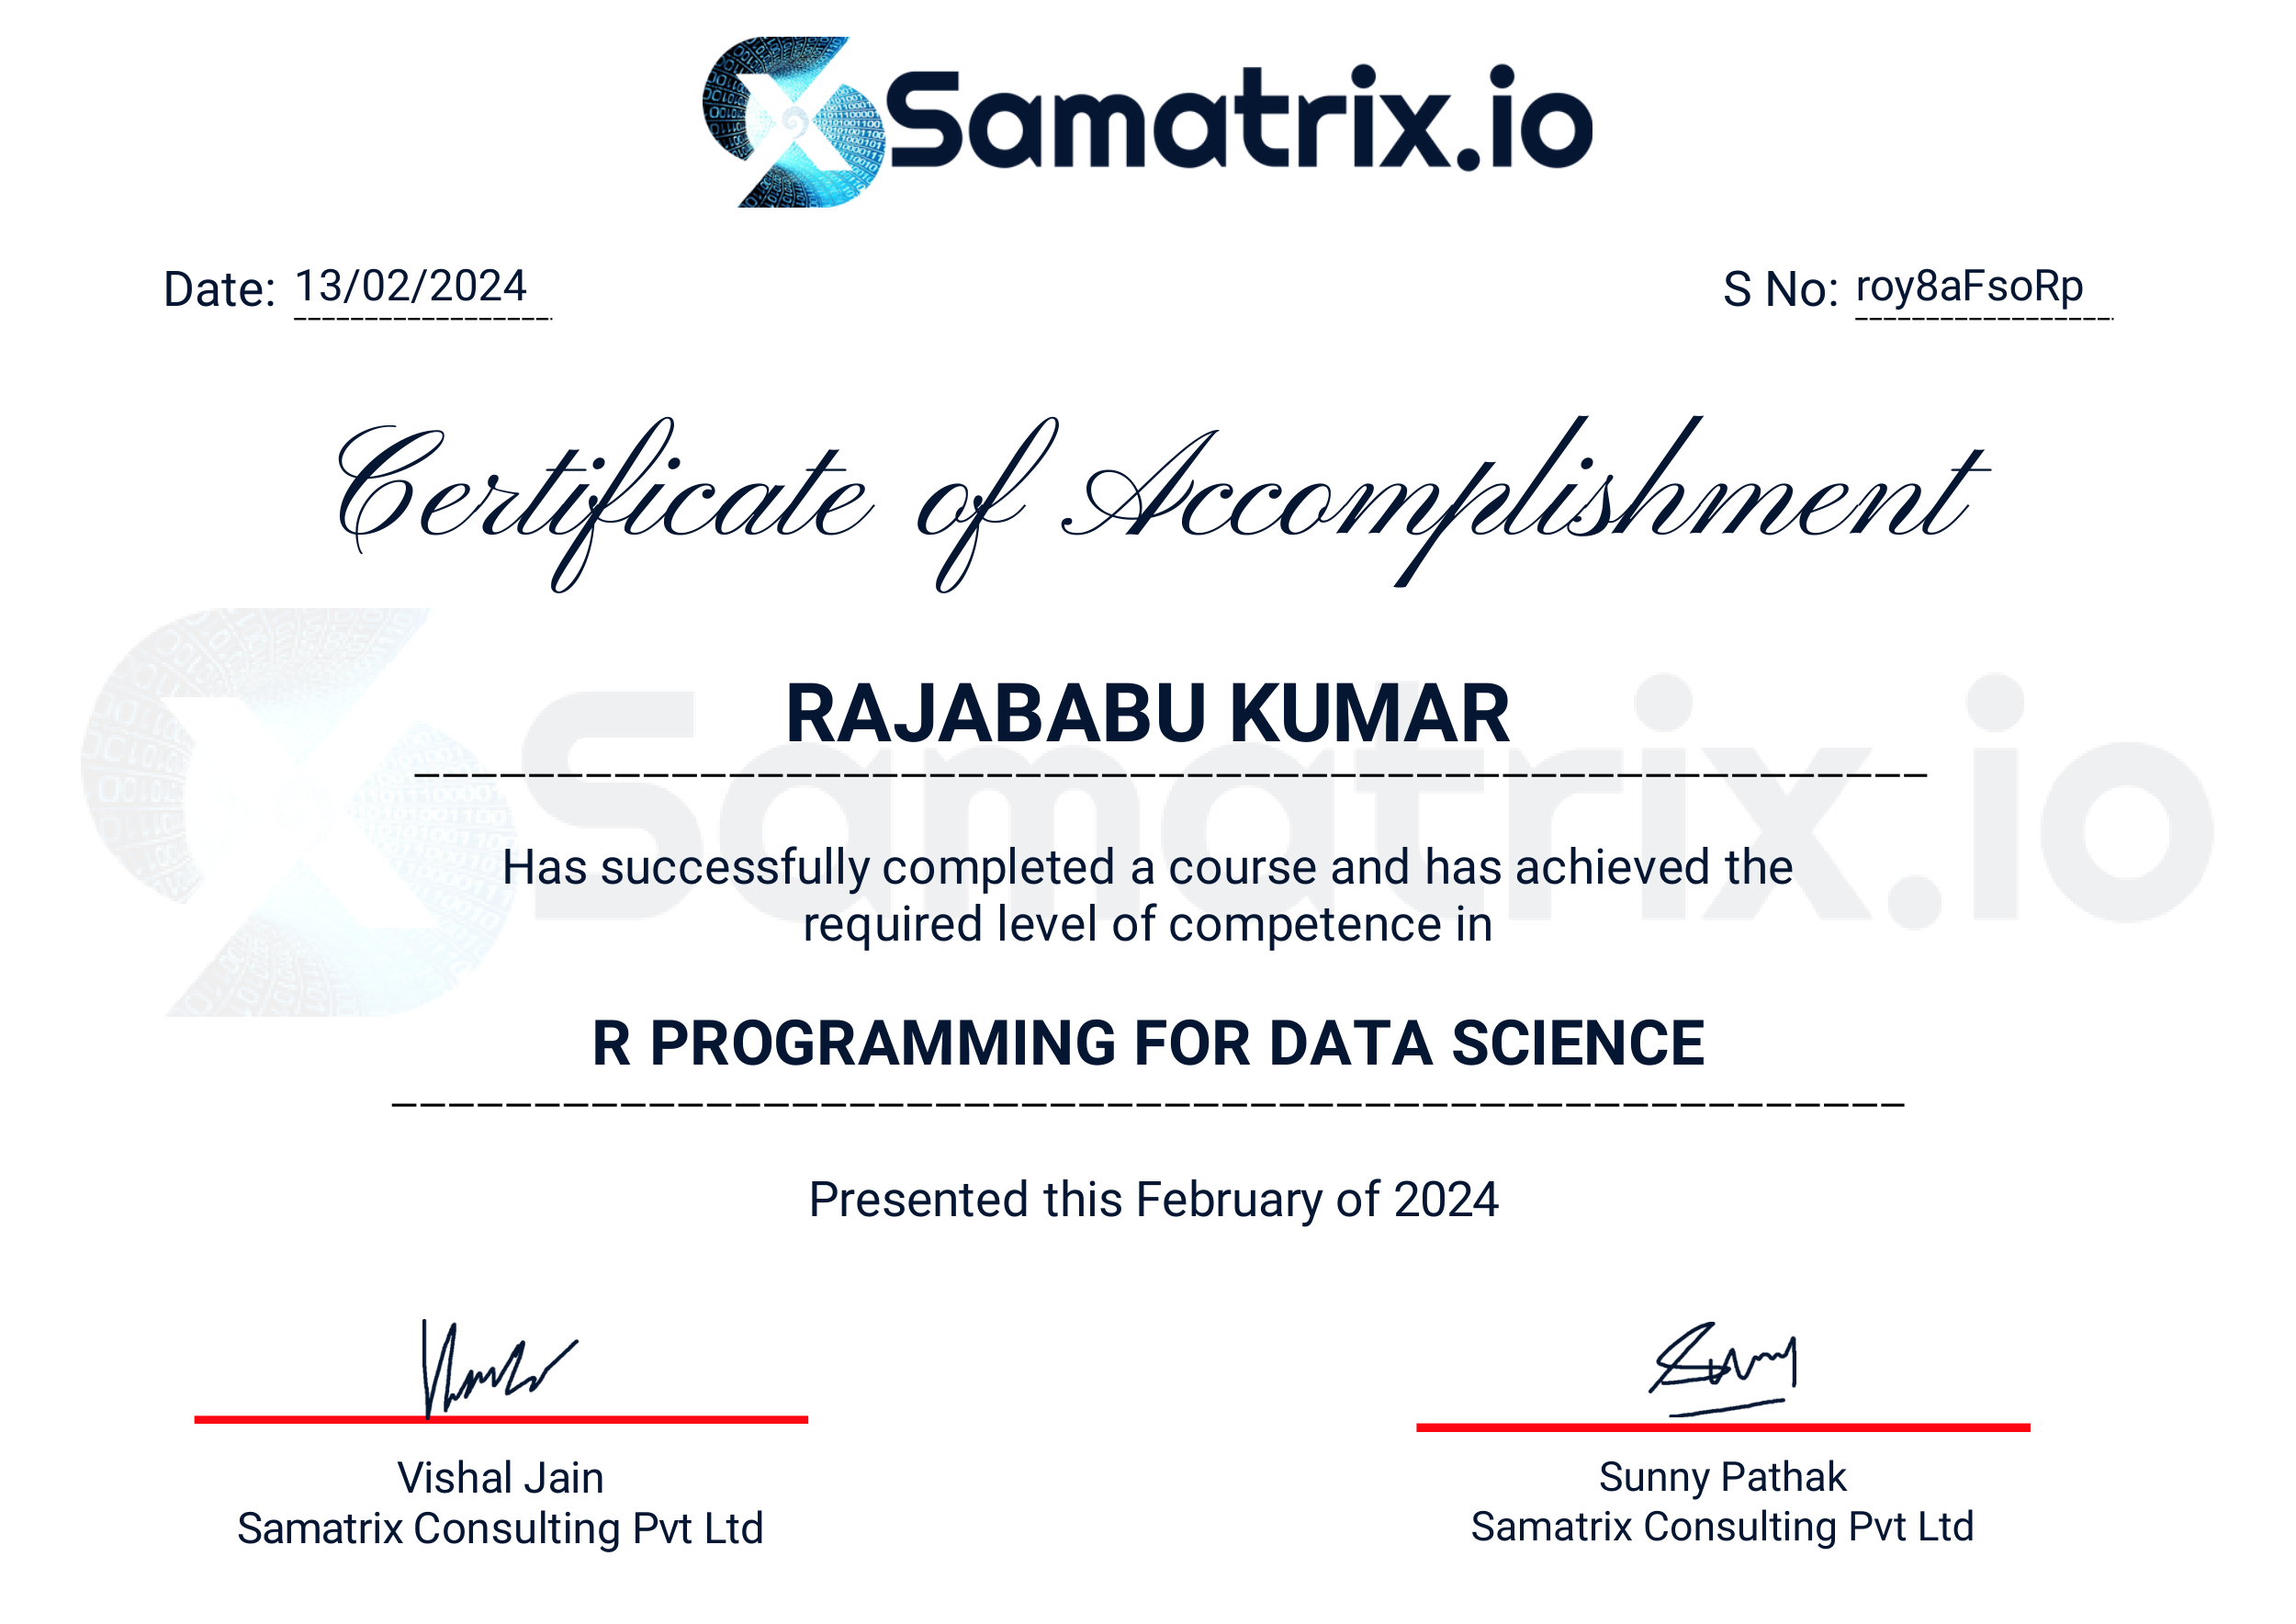 Samatrix.io
Date: 13/02/2024
S No: roy8aFsoRp
Certificate of Accomplishment
RAJABABU KUMAR
Has successfully completed a course and has achieved the
required level of competence in
R PROGRAMMING FOR DATA SCIENCE
Presented this February of 2024
Vishal Jain
Samatrix Consulting Pvt Ltd
Sunny Pathak
Samatrix Consulting Pvt Ltd